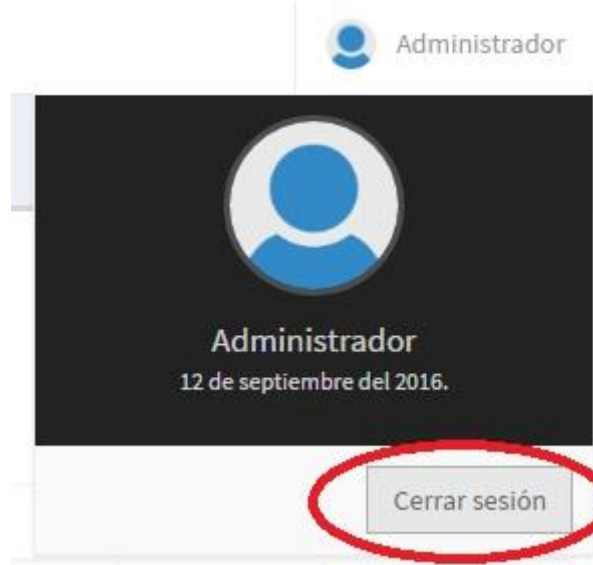 Administrador
Administrador
12 de septiembre del 2016.
Cerrar sesión